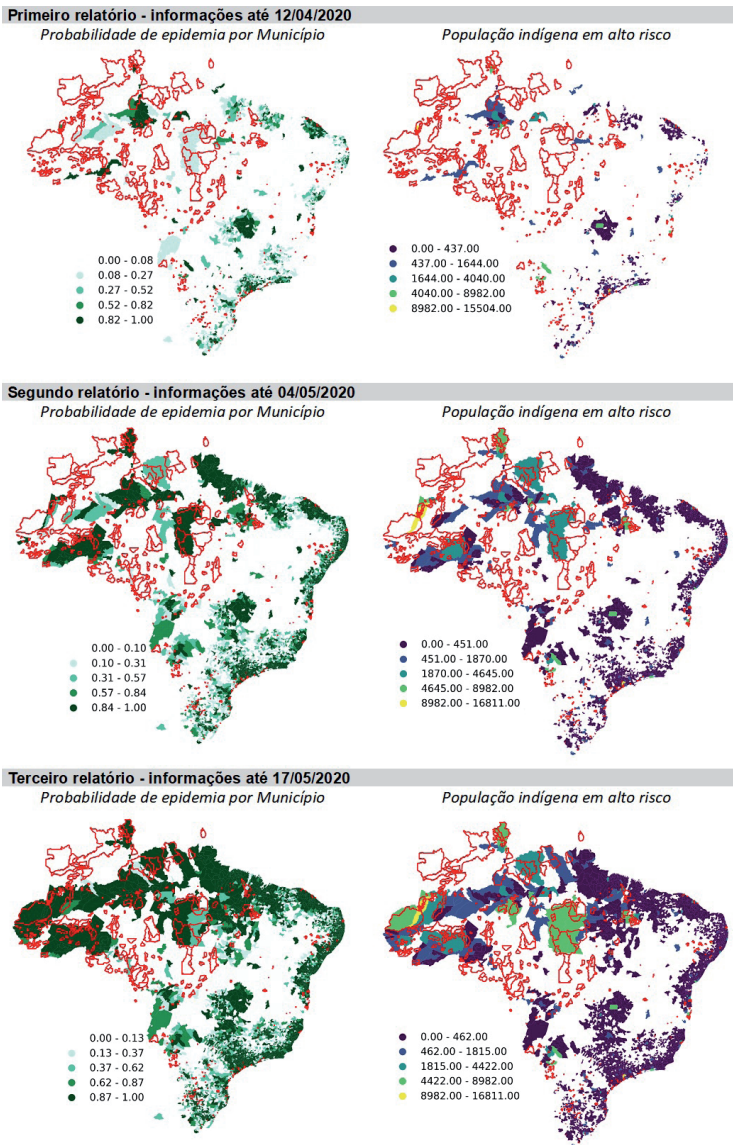 Primeiro relatório - informações até 12/04/2020
Probabilidade de epidemia por Município
População indígena em alto risco
0.00 - 0.08
0.08 - 0.27
0.27 - 0.52
0.52 - 0.82
0.82 - 1.00
0.00 - 437.00
437.00 - 1644.00
1644.00 - 4040.00
4040.00 - 8982.00
8982.00 - 15504.00
Segundo relatório - informações até 04/05/2020
Probabilidade de epidemia por Município
População indígena em alto risco
0.00 - 0.10
0.10 - 0.31
0.31 - 0.57
0.57 - 0.84
0.84 - 1.00
0.00 - 451.00
451.00 - 1870.00
1870.00 - 4645.00
4645.00 - 8982.00
8982.00 - 16811.00
Terceiro relatório - informações até 17/05/2020
Probabilidade de epidemia por Município
População indígena em alto risco
0.00 - 0.13
0.13 - 0.37
0.37 - 0.62
0.62 - 0.87
0.87 - 1.00
0.00 - 462.00
462.00 - 1815.00
1815.00 - 4422.00
4422.00 - 8982.00
8982.00 - 16811.00